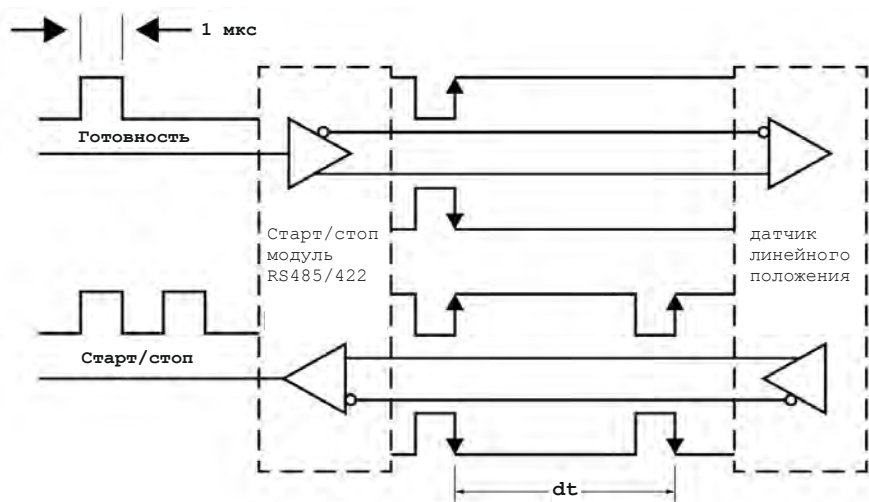 1 мкс
Готовность
Старт/стоп
модуль
RS485/422
датчик
линейного
положения
Старт/стоп
dt